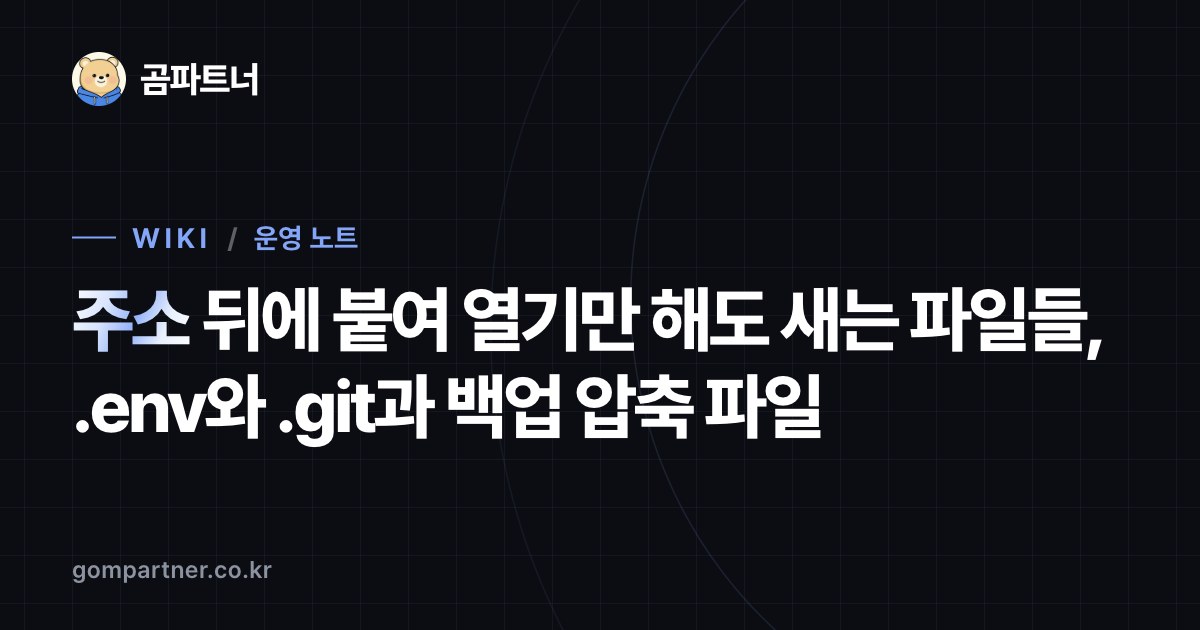 곰파트너
WIKI / 운영 노트
주소 뒤에 붙여 열기만 해도 새는 파일들,
.env와 .git과 백업 압축 파일
gompartner.co.kr